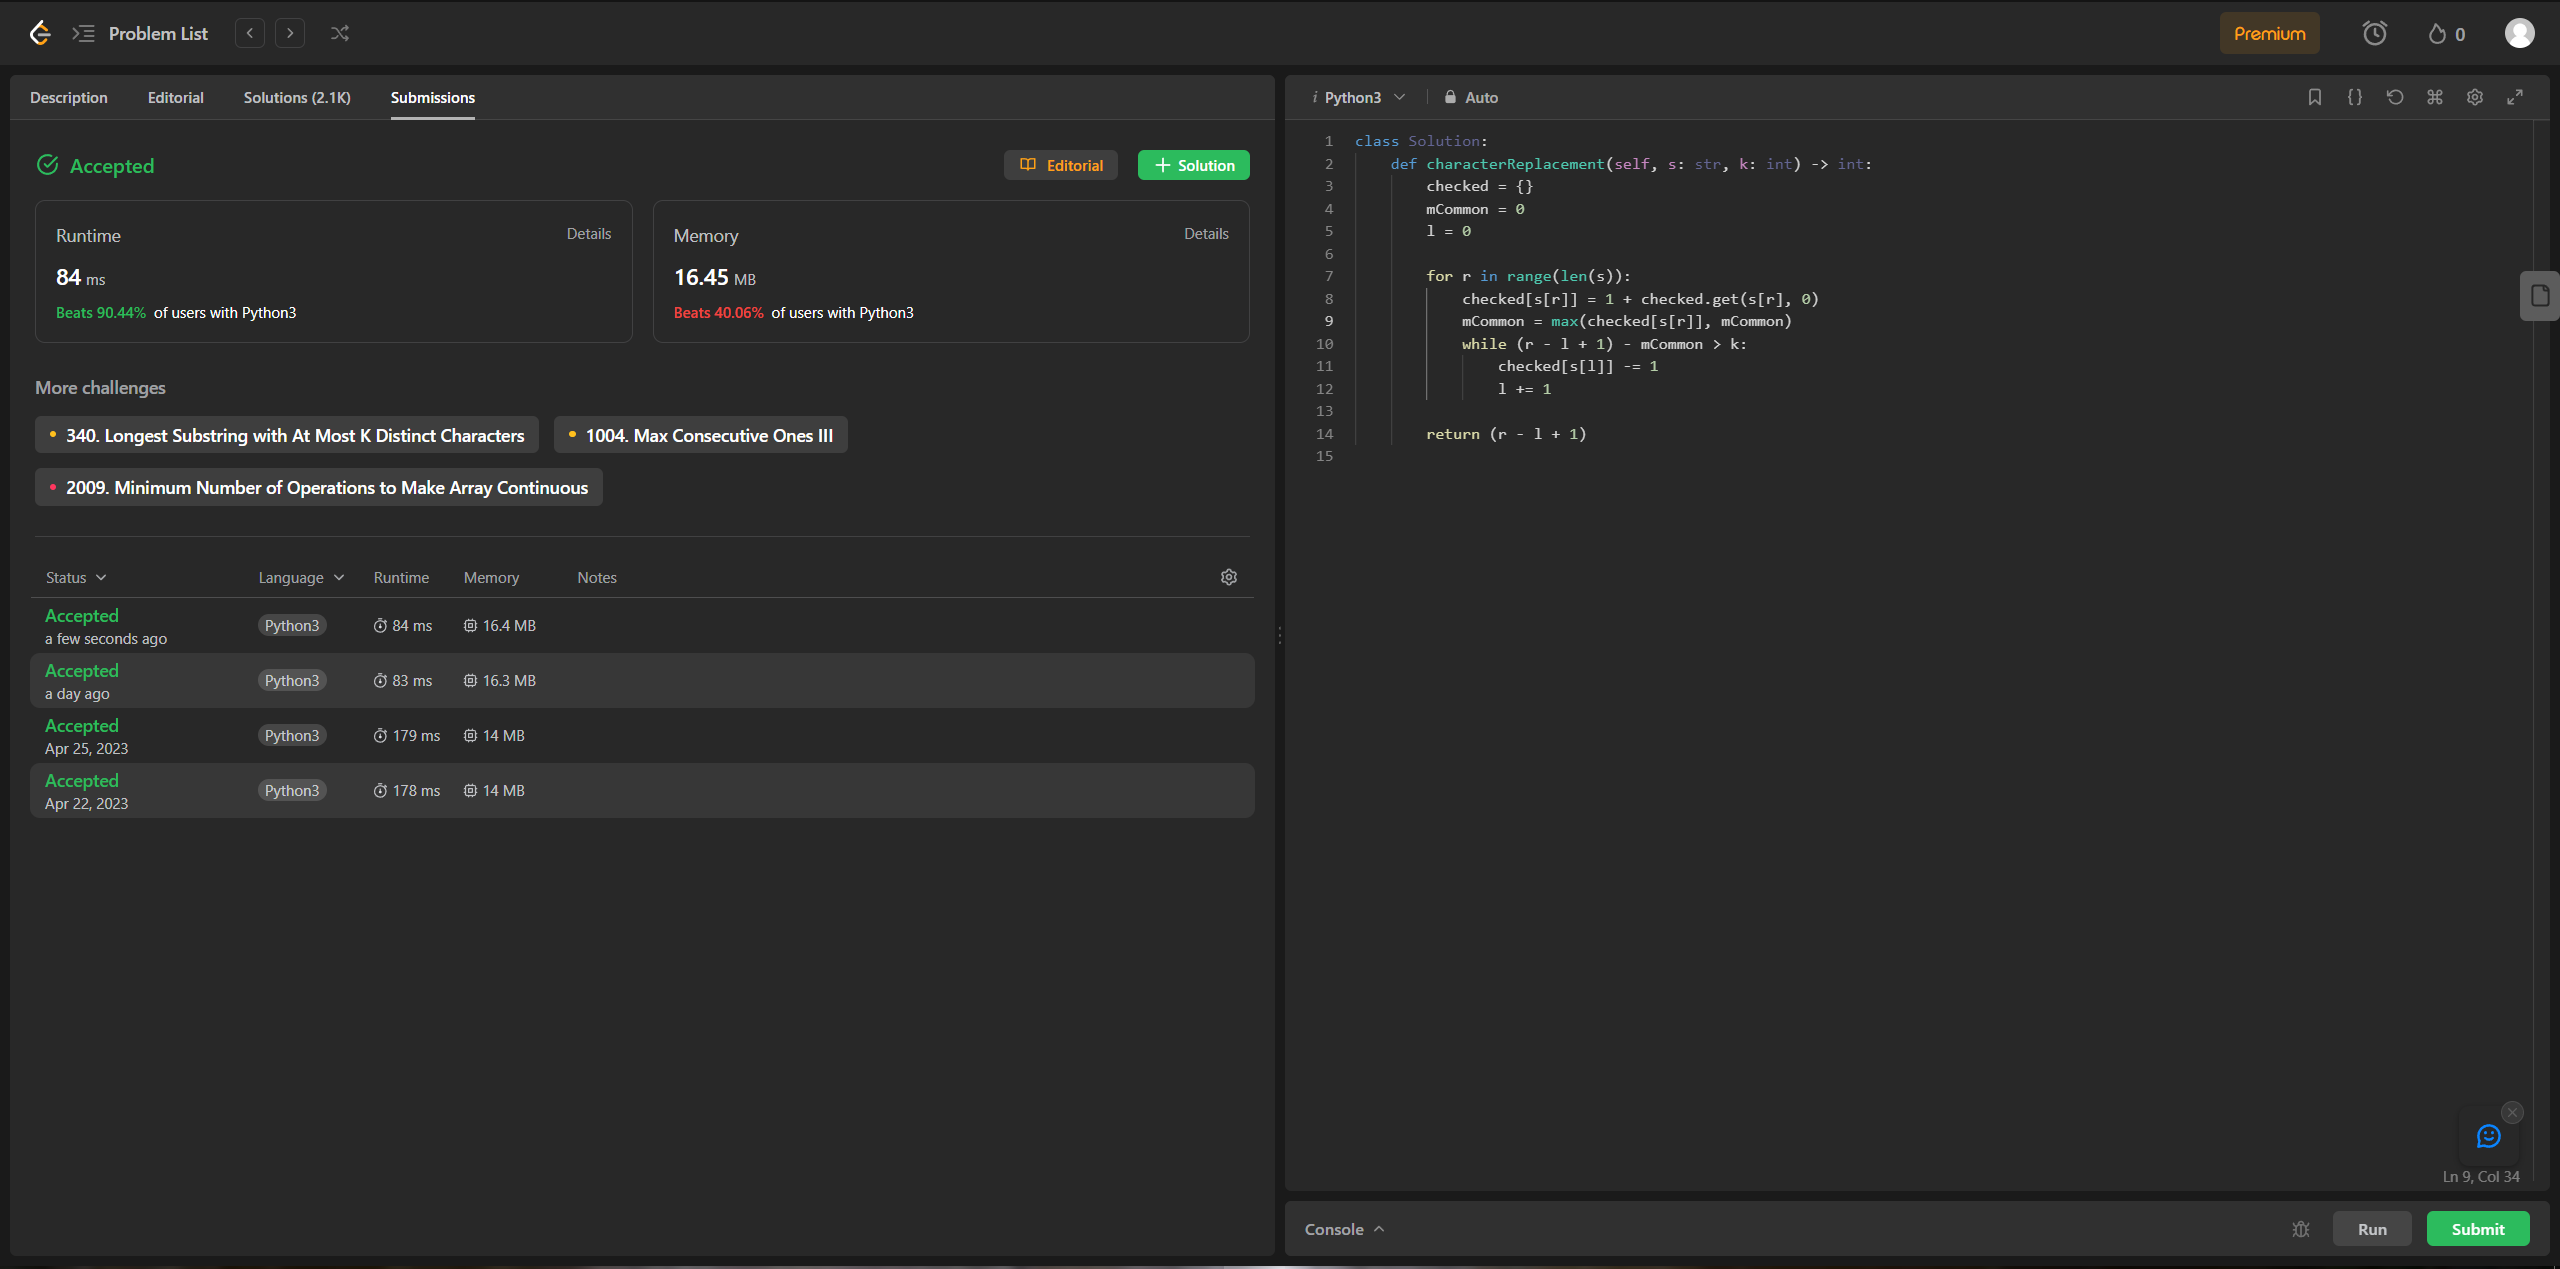 Problem List
Premium
0
Description Editorial Solutions (2.1K) Submissions
Accepted
Editorial
Solution
Runtime Details
84 ms
Beats 90.44% of users with Python3
Memory Details
16.45 MB
Beats 40.06% of users with Python3
More challenges
340. Longest Substring with At Most K Distinct Characters
1004. Max Consecutive Ones III
2009. Minimum Number of Operations to Make Array Continuous
Status Language Runtime Memory Notes
Accepted
a few seconds ago
Python3 84 ms 16.4 MB
Accepted
a day ago
Python3 83 ms 16.3 MB
Accepted
Apr 25, 2023
Python3 179 ms 14 MB
Accepted
Apr 22, 2023
Python3 178 ms 14 MB
i Python3 Auto
1 class Solution:
2 def characterReplacement(self, s: str, k: int) -> int:
3 checked = {}
4 mCommon = 0
5 l = 0
6
7 for r in range(len(s)):
8 checked[s[r]] = 1 + checked.get(s[r], 0)
9 mCommon = max(checked[s[r]], mCommon)
10 while (r - l + 1) - mCommon > k:
11 checked[s[l]] -= 1
12 l += 1
13
14 return (r - l + 1)
15
Ln 9, Col 34
Console
Run
Submit